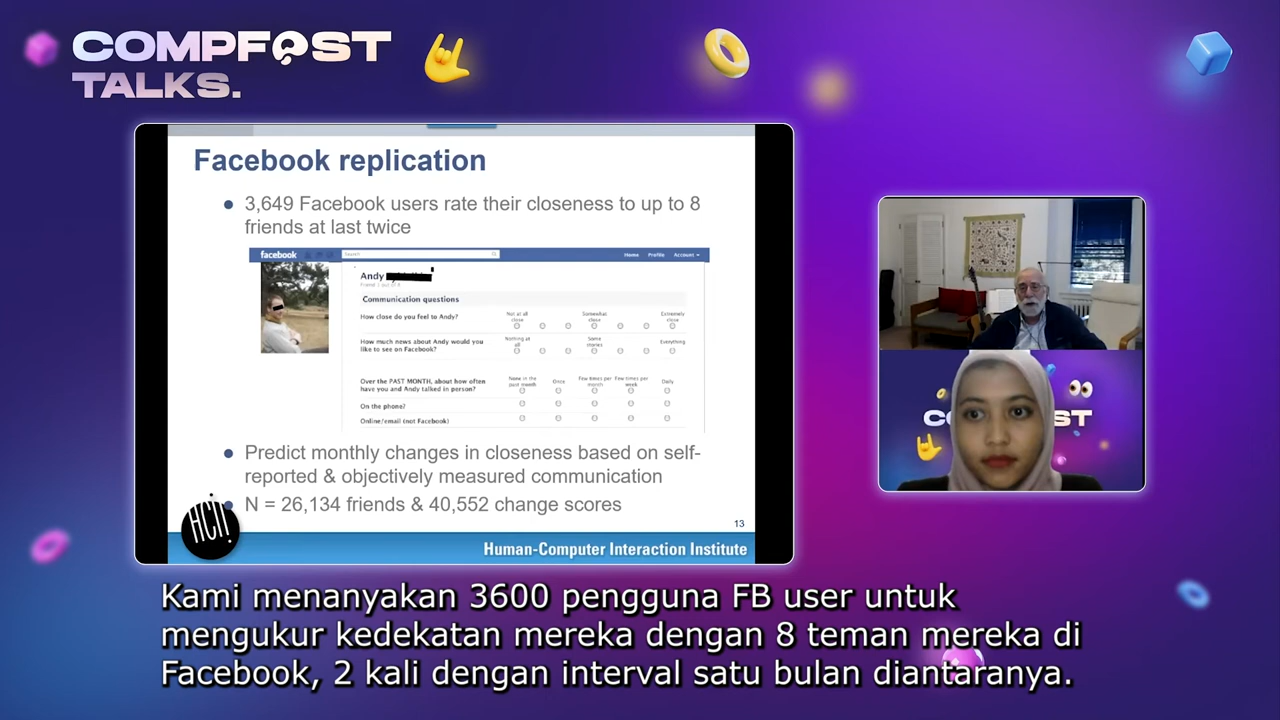 COMPFEST
TALKS.
Facebook replication
3,649 Facebook users rate their closeness to up to 8
friends at last twice
facebook
Search
Home Profile Account
Andy
Friend 1 out of 8
Communication questions
How close do you feel to Andy?
Not at all close
Somewhat close
Extremely close
How much news about Andy would you
like to see on Facebook?
Nothing at all
Some stories
Everything
Over the PAST MONTH, about how often
have you and Andy talked in person?
None in the past month
Once
Few times per month
Few times per week
Daily
On the phone?
Online/email (not Facebook)
Predict monthly changes in closeness based on self-
reported & objectively measured communication
N = 26,134 friends & 40,552 change scores
13
HCII
Human-Computer Interaction Institute
Kami menanyakan 3600 pengguna FB user untuk
mengukur kedekatan mereka dengan 8 teman mereka di
Facebook, 2 kali dengan interval satu bulan diantaranya.